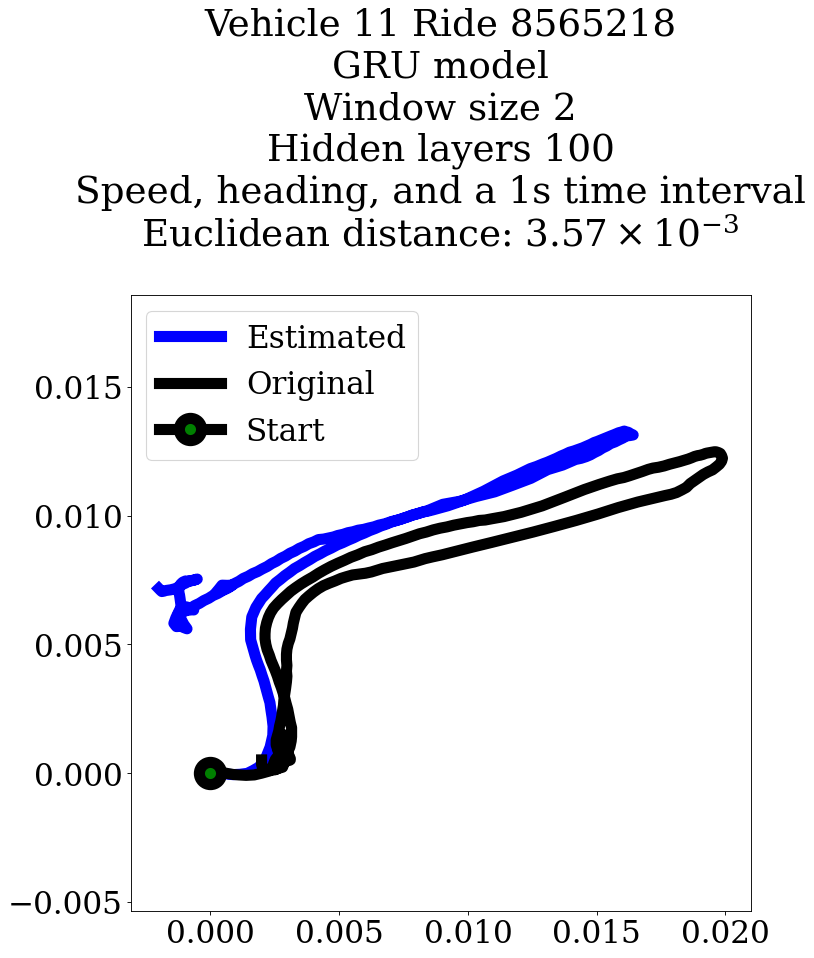 Vehicle 11 Ride 8565218
GRU model
Window size 2
Hidden layers 100
Speed, heading, and a 1s time interval
Euclidean distance: 3.57 × 10⁻³
Estimated
Original
Start
0.015
0.010
0.005
0.000
−0.005
0.000 0.005 0.010 0.015 0.020